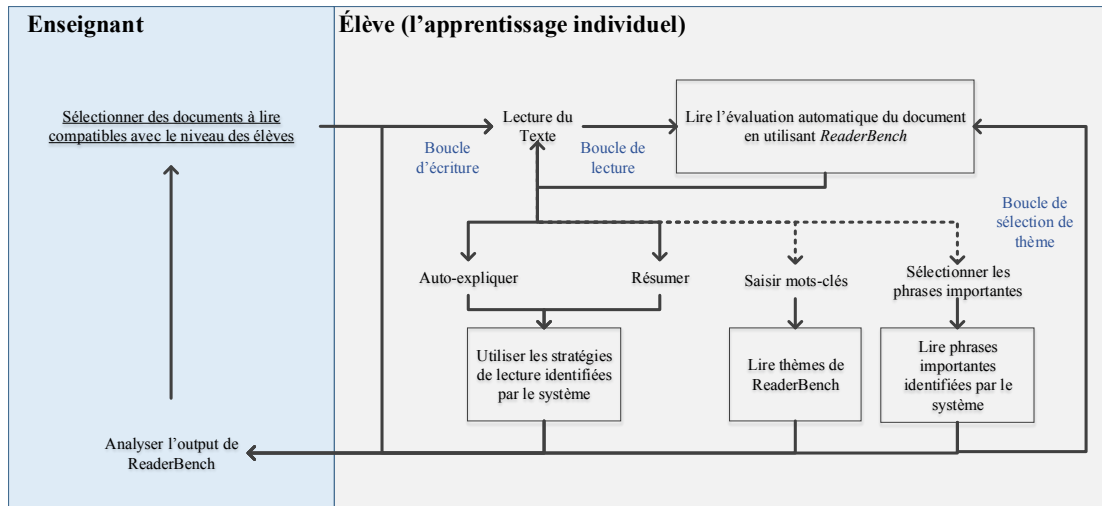 Enseignant
Élève (l’apprentissage individuel)
Sélectionner des documents à lire
compatibles avec le niveau des élèves
Lecture du
Texte
Lire l’évaluation automatique du document
en utilisant ReaderBench
Boucle
d’écriture
Boucle de
lecture
Boucle de
sélection de
thème
Auto-expliquer
Résumer
Saisir mots-clés
Sélectionner les
phrases importantes
Utiliser les stratégies
de lecture identifiées
par le système
Lire thèmes de
ReaderBench
Lire phrases
importantes
identifiées par le
système
Analyser l’output de
ReaderBench